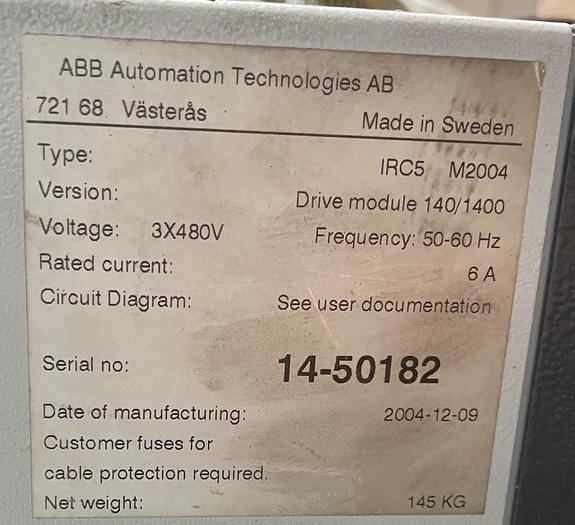 ABB Automation Technologies AB
721 68 Västerås Made in Sweden
Type: IRC5 M2004
Version: Drive module 140/1400
Voltage: 3X480V Frequency: 50-60 Hz
Rated current: 6 A
Circuit Diagram: See user documentation
Serial no: 14-50182
Date of manufacturing: 2004-12-09
Customer fuses for
cable protection required.
Net weight: 145 KG